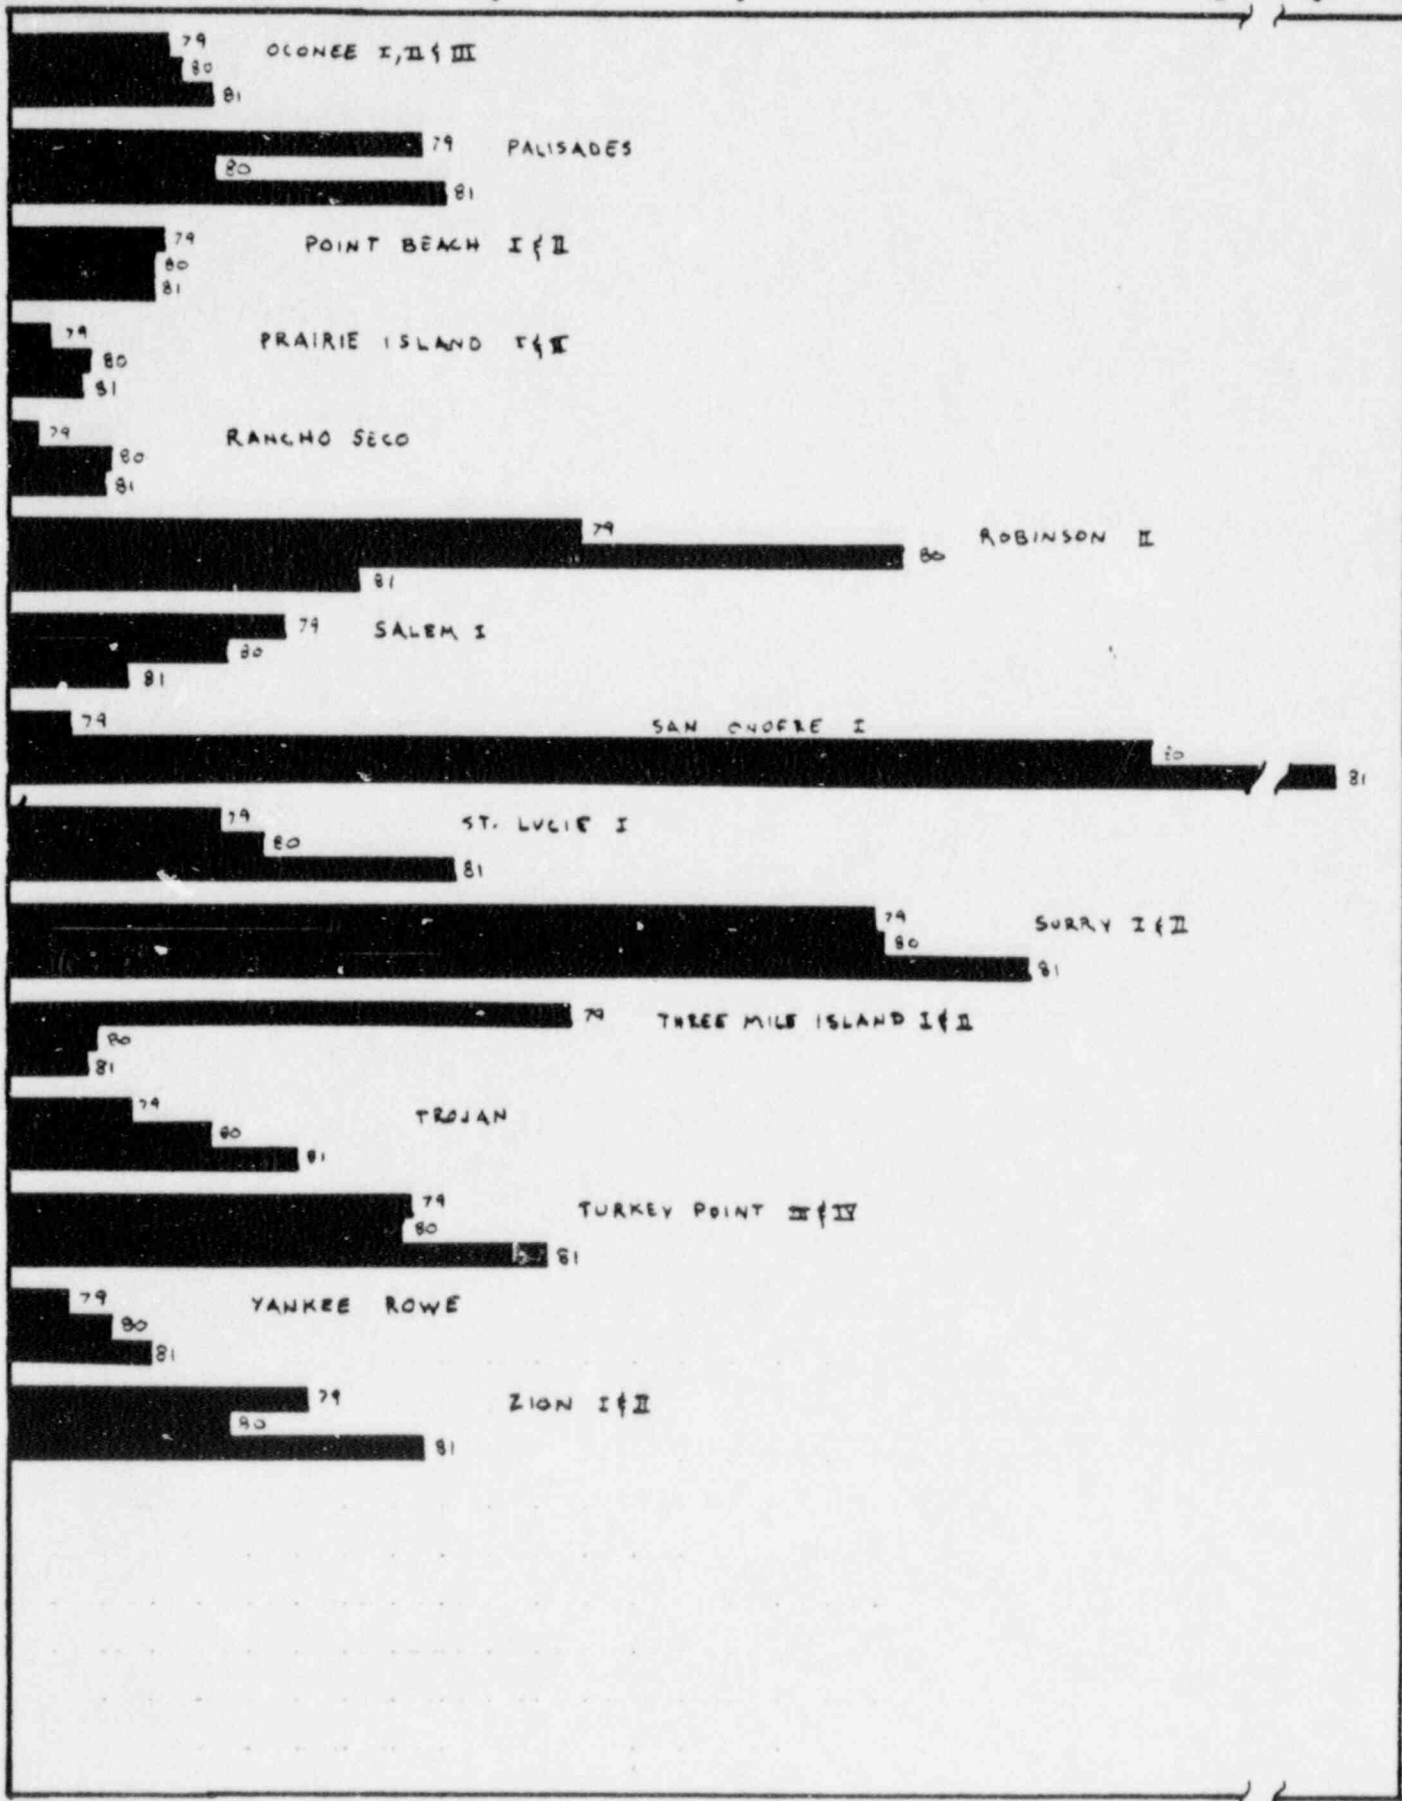 79 OCONEE I, II & III
80
81
79 PALISADES
80
81
79 POINT BEACH I & II
80
81
79 PRAIRIE ISLAND I & II
80
81
79 RANCHO SECO
80
81
79 ROBINSON II
80
81
79 SALEM I
80
81
79 SAN ONOFRE I
80
81
79 ST. LUCIE I
80
81
79 SURRY I & II
80
81
79 THREE MILE ISLAND I & II
80
81
79 TROJAN
80
81
79 TURKEY POINT III & IV
80
81
79 YANKEE ROWE
80
81
79 ZION I & II
80
81